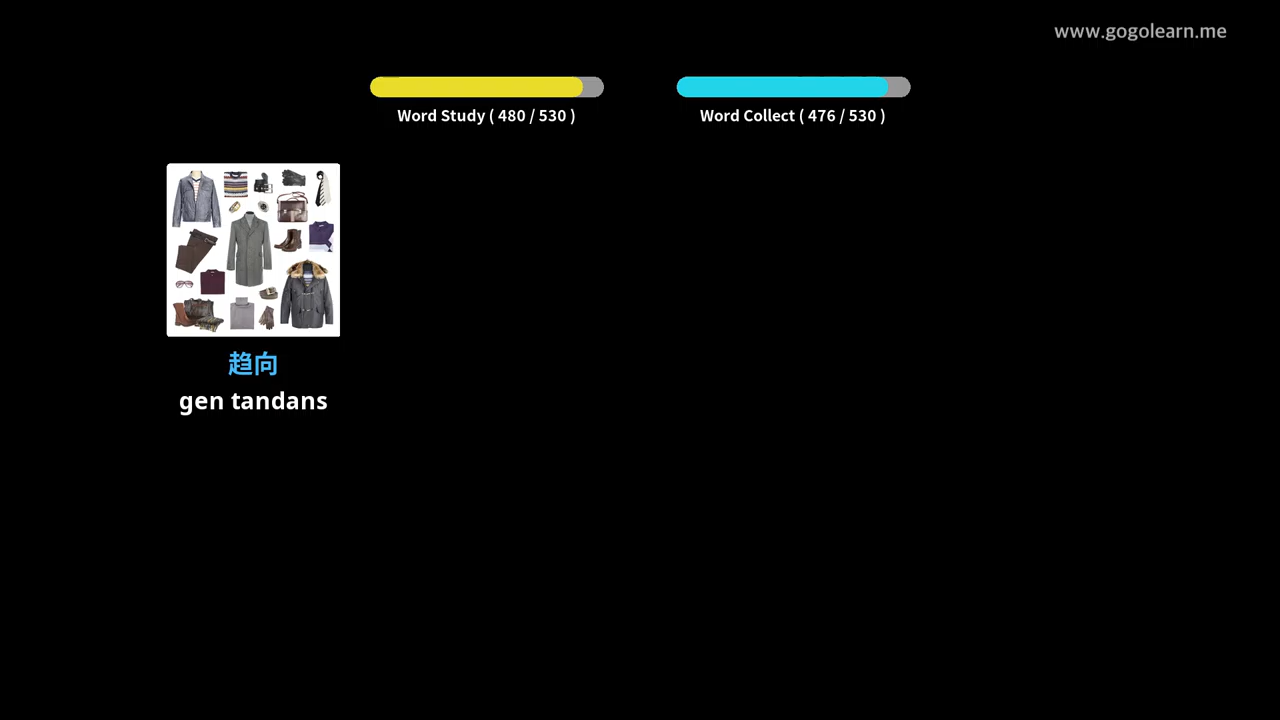 www.gogolearn.me
Word Study ( 480 / 530 )
Word Collect ( 476 / 530 )
趋向
gen tandans